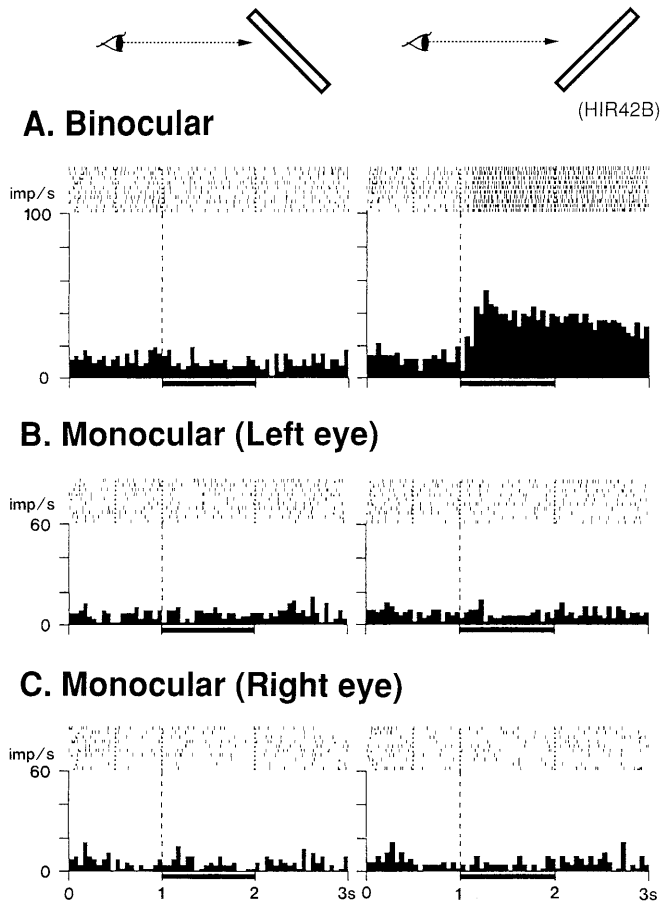 (HIR42B)
A. Binocular
imp/s
100
0
B. Monocular (Left eye)
imp/s
60
0
C. Monocular (Right eye)
imp/s
60
0
0 1 2 3s 0 1 2 3s